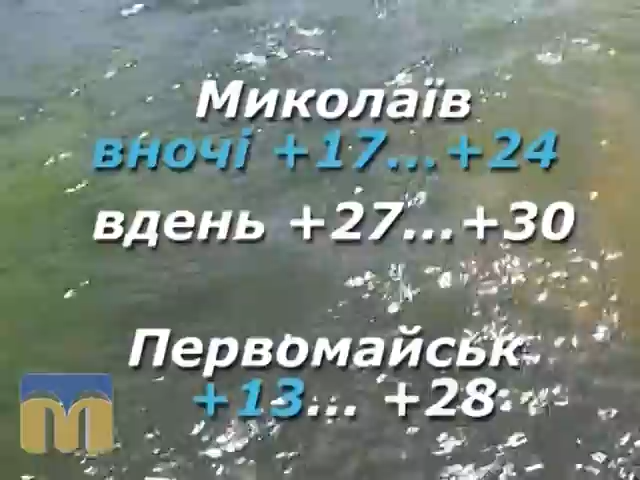 Миколаїв
вночі +17...+24
вдень +27...+30
Первомайськ
+13... +28
М